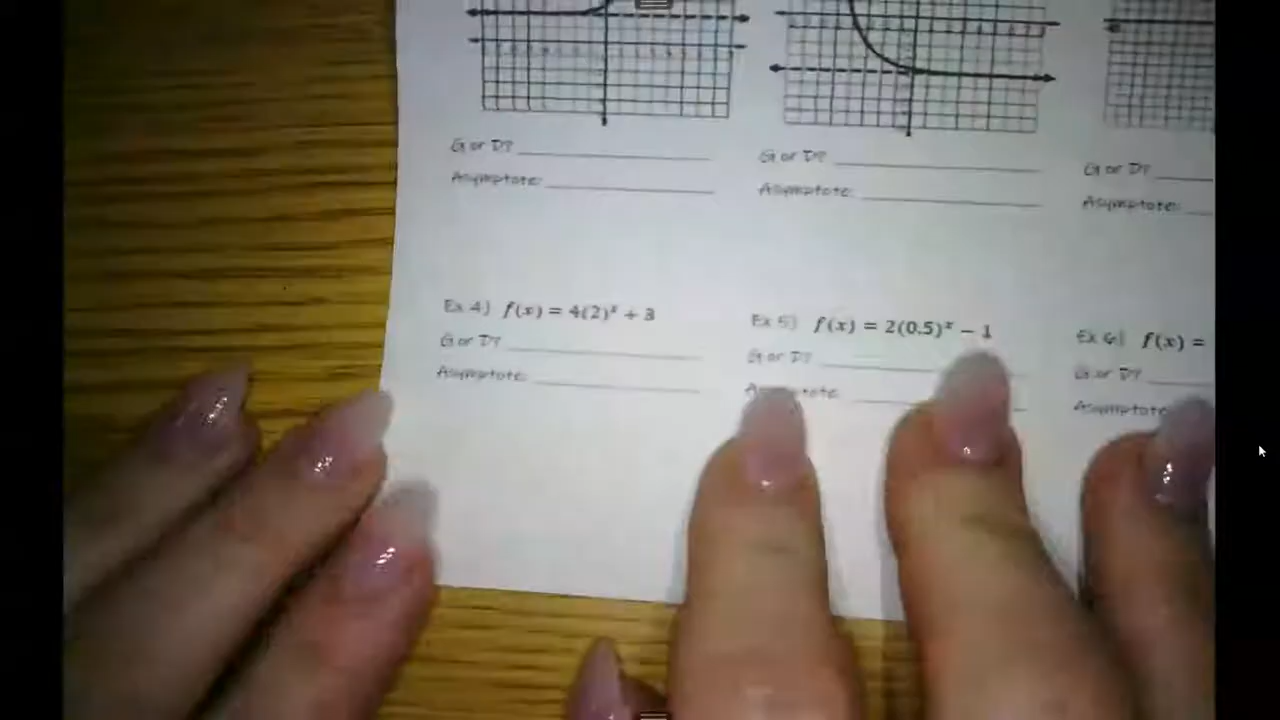 G or D?
Asymptote:
G or D?
Asymptote:
G or D?
Asymptote:
Ex 4) f(x) = 4(2)ˣ + 3
G or D?
Asymptote:
Ex 5) f(x) = 2(0.5)ˣ − 1
G or D?
Ex 6) f(x) =
G or D?
Asymptote